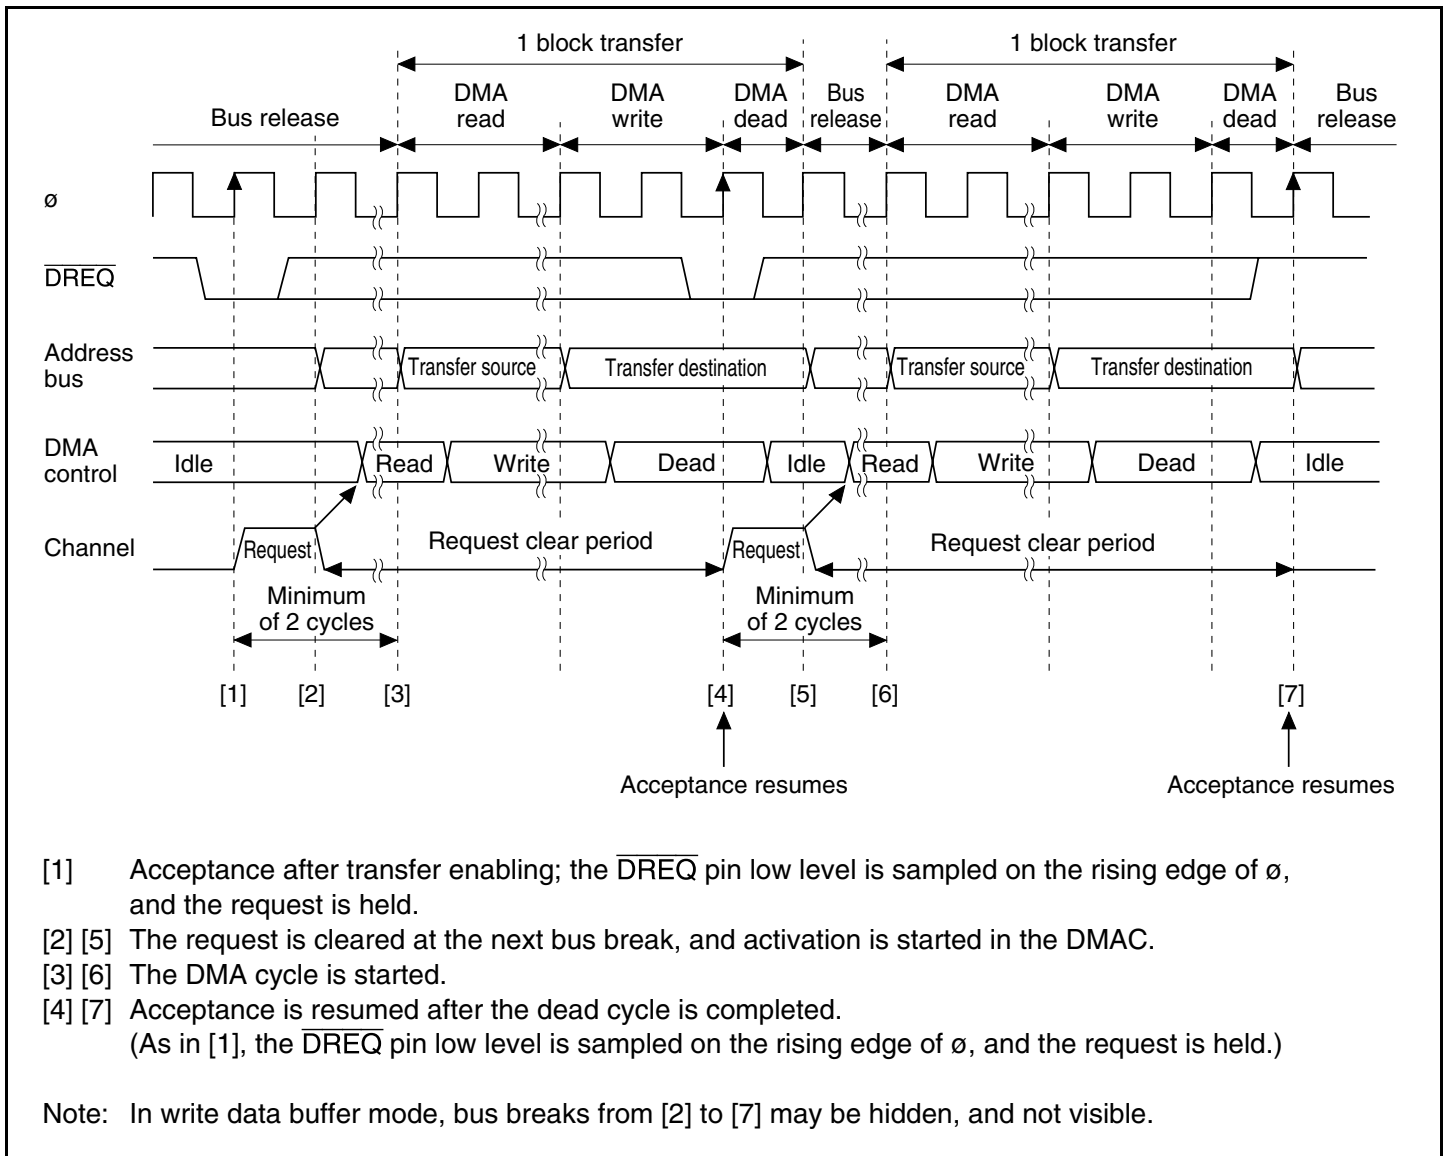 1 block transfer 1 block transfer
Bus release DMA read DMA write DMA dead Bus release DMA read DMA write DMA dead Bus release
ø
DREQ
Address bus Transfer source Transfer destination Transfer source Transfer destination
DMA control Idle Read Write Dead Idle Read Write Dead Idle
Channel Request Request clear period Request Request clear period
Minimum of 2 cycles Minimum of 2 cycles
[1] [2] [3] [4] [5] [6] [7]
Acceptance resumes Acceptance resumes
[1] Acceptance after transfer enabling; the DREQ pin low level is sampled on the rising edge of ø,
and the request is held.
[2] [5] The request is cleared at the next bus break, and activation is started in the DMAC.
[3] [6] The DMA cycle is started.
[4] [7] Acceptance is resumed after the dead cycle is completed.
(As in [1], the DREQ pin low level is sampled on the rising edge of ø, and the request is held.)
Note: In write data buffer mode, bus breaks from [2] to [7] may be hidden, and not visible.